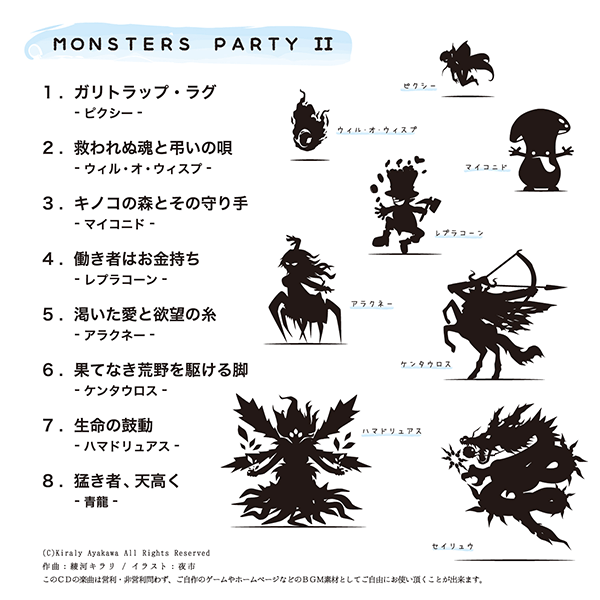 MONSTERS PARTY II
1. ガリトラップ・ラグ
- ピクシー -
2. 救われぬ魂と弔いの唄
- ウィル・オ・ウィスプ -
3. キノコの森とその守り手
- マイコニド -
4. 働き者はお金持ち
- レプラコーン -
5. 渇いた愛と欲望の糸
- アラクネー -
6. 果てなき荒野を駆ける脚
- ケンタウロス -
7. 生命の鼓動
- ハマドリュアス -
8. 猛き者、天高く
- 青龍 -
ピクシー
ウィル・オ・ウィスプ
マイコニド
レプラコーン
アラクネー
ケンタウロス
ハマドリュアス
セイリュウ
(C)Kiraly Ayakawa All Rights Reserved
作曲:綾河キラリ / イラスト:夜市
このCDの楽曲は営利・非営利問わず、ご自作のゲームやホームページなどのBGM素材としてご自由にお使い頂くことが出来ます。